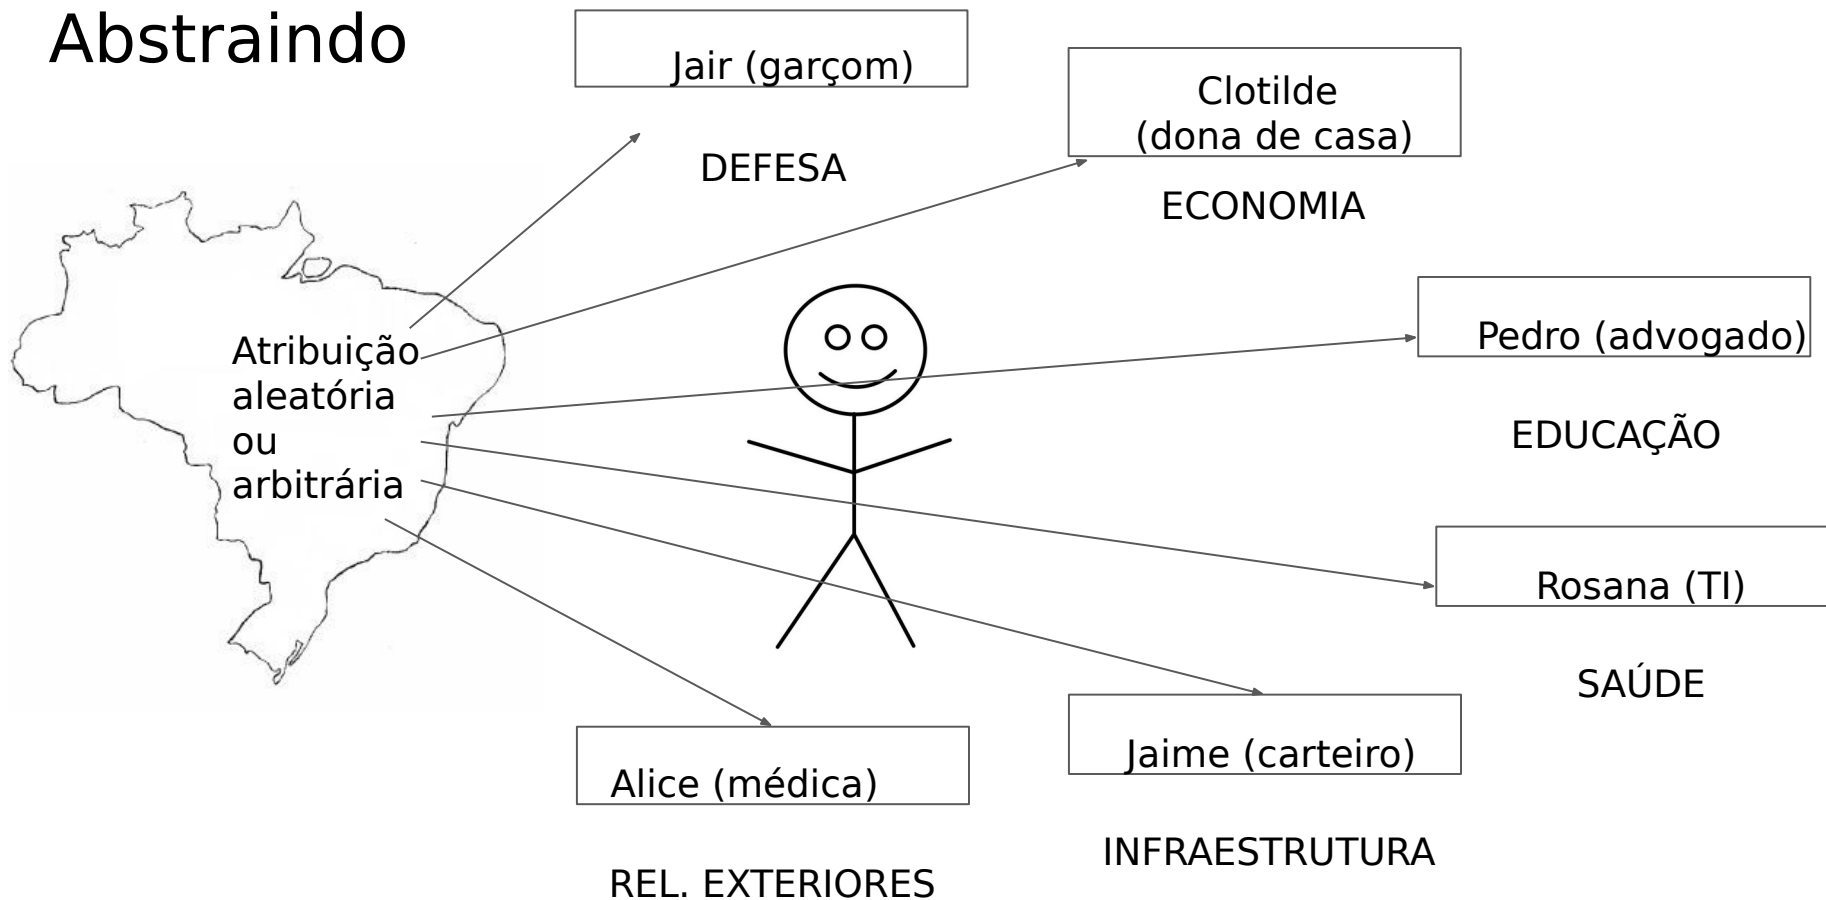 Abstraindo
Jair (garçom)
DEFESA
Clotilde
(dona de casa)
ECONOMIA
Atribuição
aleatória
ou
arbitrária
Pedro (advogado)
EDUCAÇÃO
Rosana (TI)
SAÚDE
Jaime (carteiro)
INFRAESTRUTURA
Alice (médica)
REL. EXTERIORES